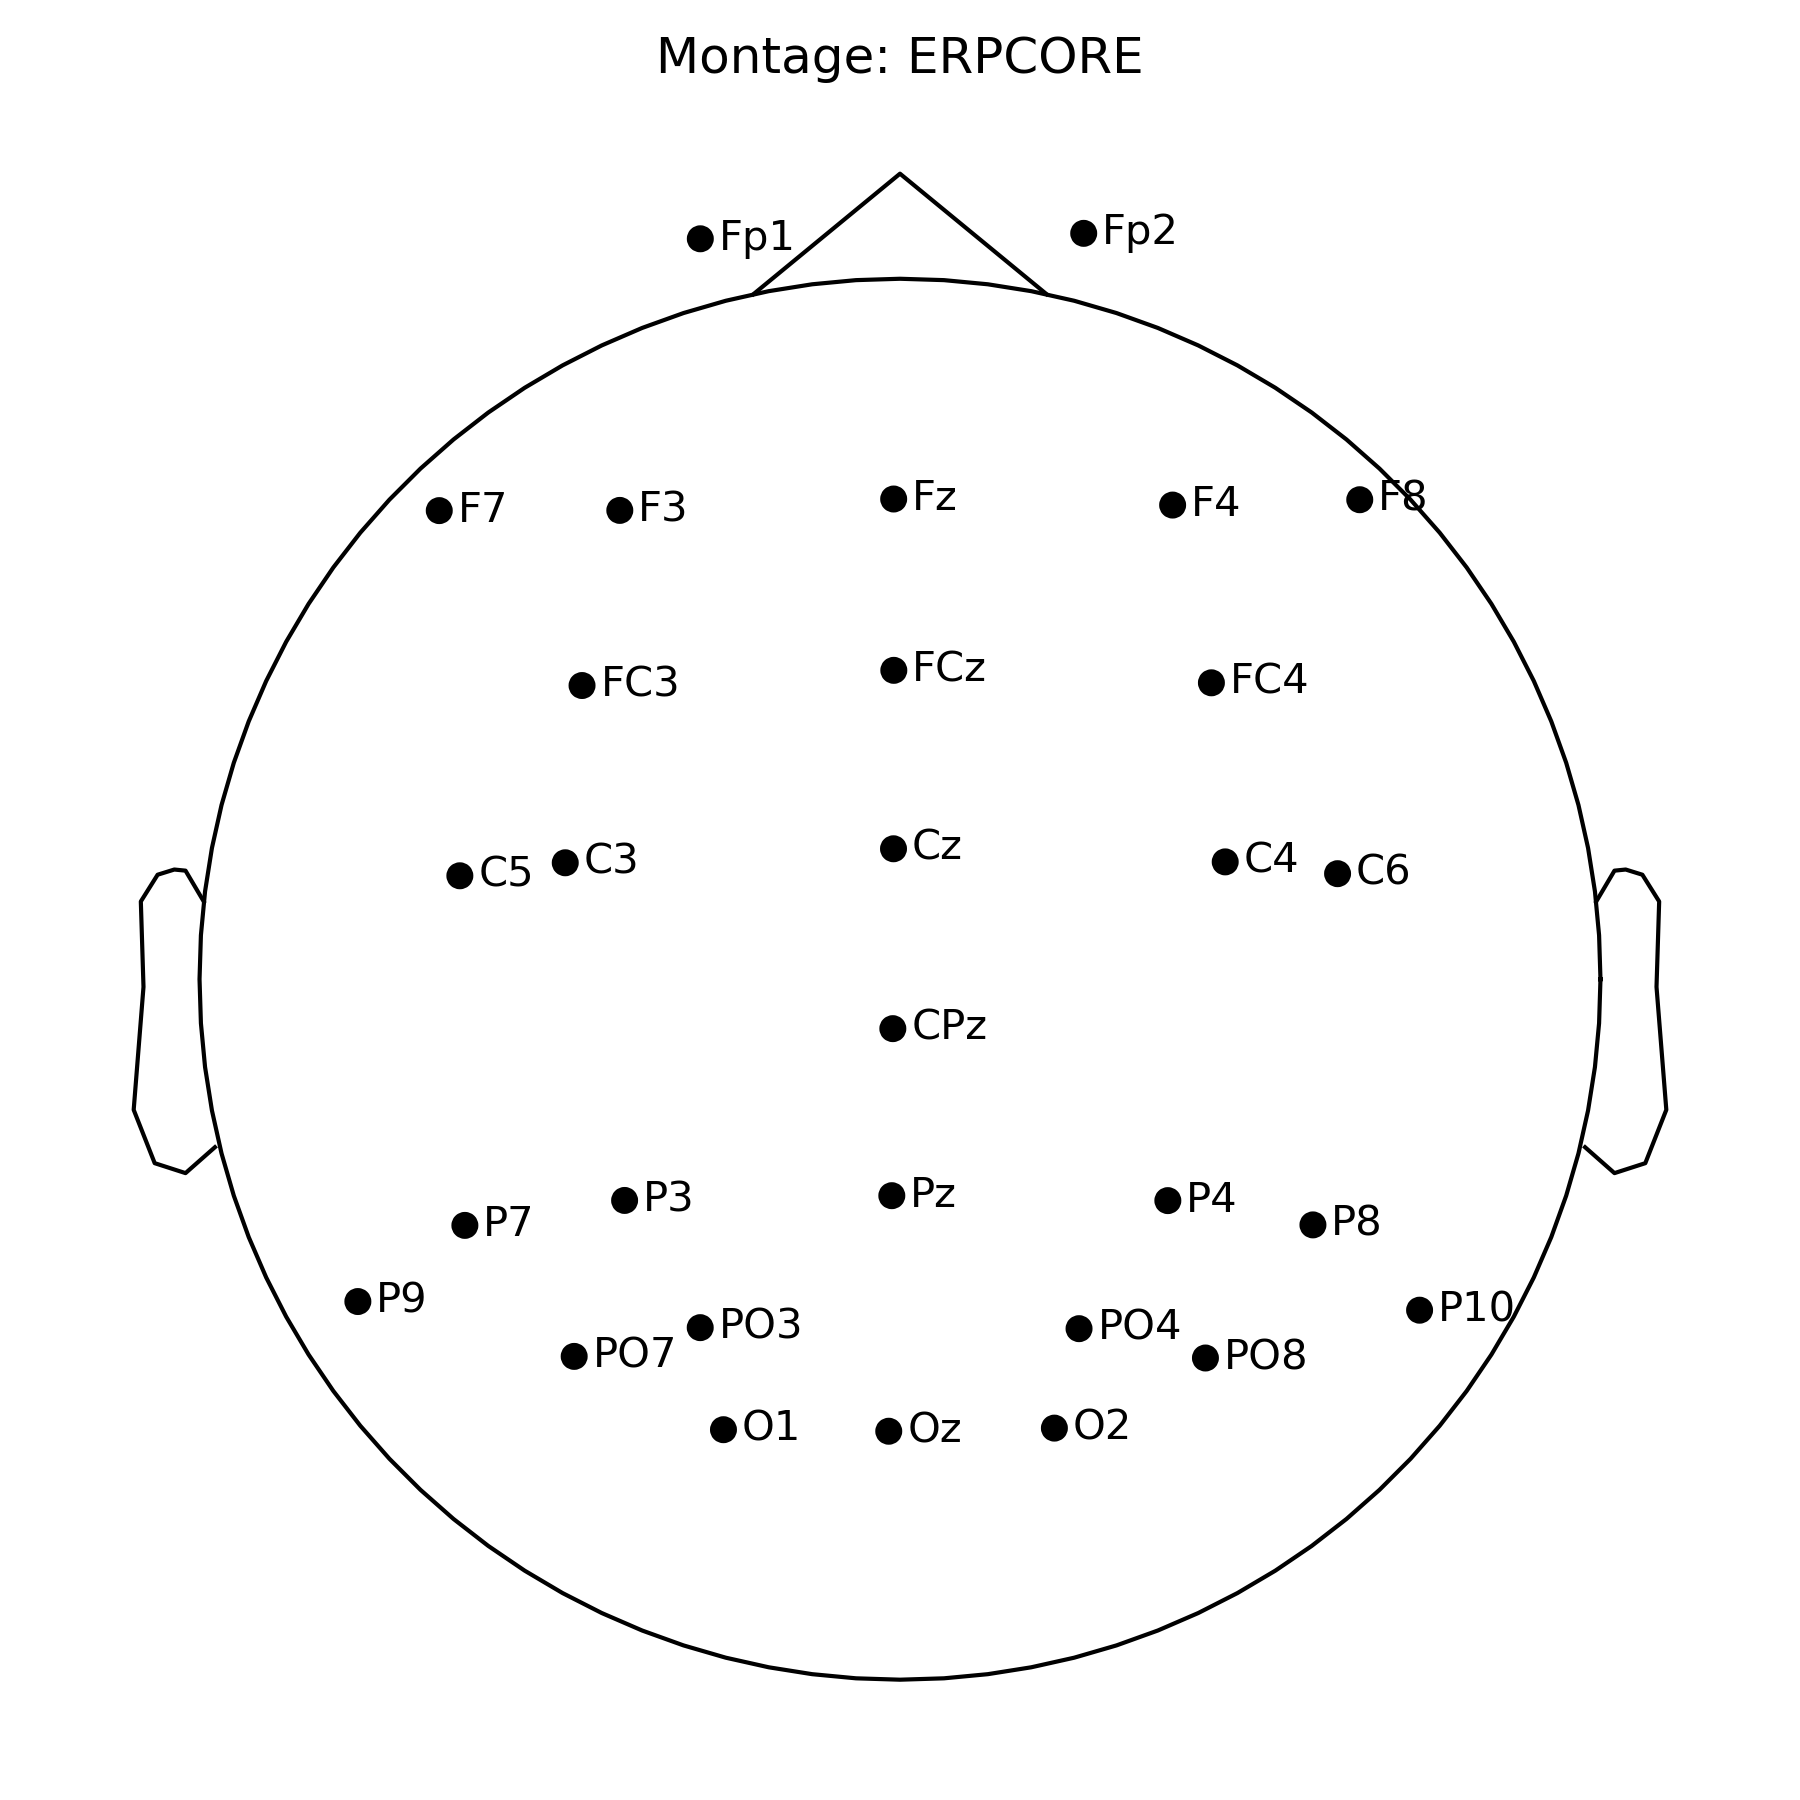 Montage: ERPCORE
Fp1
Fp2
F7
F3
Fz
F4
F8
FC3
FCz
FC4
C5
C3
Cz
C4
C6
CPz
P7
P3
Pz
P4
P8
P9
PO7
PO3
PO4
PO8
P10
O1
Oz
O2